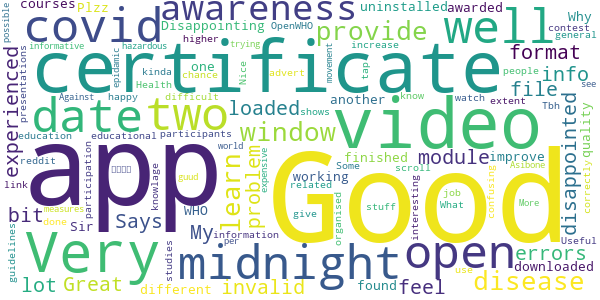 courses
Plzz
covid
awareness
uninstalled
awarded
Why
well
possible
informative
hazardous
epidamic
Disappointing
OpenWHO
higher
trying
provide
contest
general
certificate
Nice
advert
movement
tap
increase
format
presentations
kinda
Health
chance
difficult
one
people
see
extent
info
experienced
Against
happy
date
two
loaded
another
know
watch
Tbh
file
education
educational
participants
shows
window
video
disappointed
quality
correctly
reddit
link
app
participation
knowlage
world
guud
learn
problem
finished
Some
scroll
module
improve
expensive
working
related
job
What
confusing
Asibone
More
bit
Says
WHO
My
information
give
stuff
organised
interesting
Useful
Good
Sir
measures
done
per
use
downloaded
guidelines
Very
midnight
open
errors
lot
Great
studies
different
invalid
found
feel
disease